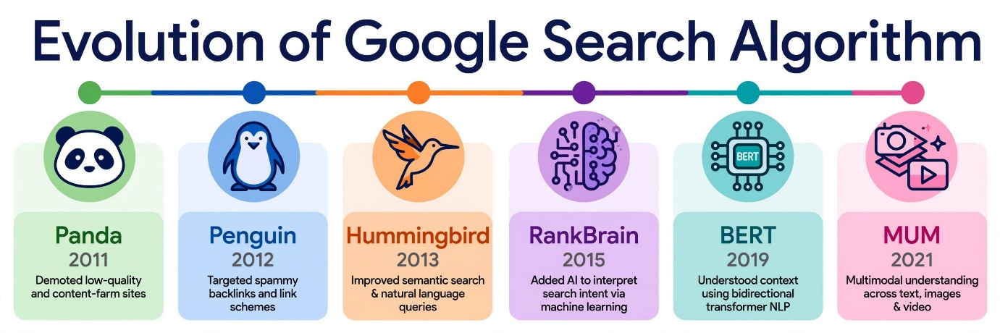 Evolution of Google Search Algorithm
Panda
2011
Demoted low-quality
and content-farm sites
Penguin
2012
Targeted spammy
backlinks and link
schemes
Hummingbird
2013
Improved semantic search
& natural language
queries
RankBrain
2015
Added AI to interpret
search intent via
machine learning
BERT
BERT
2019
Understood context
using bidirectional
transformer NLP
MUM
2021
Multimodal understanding
across text, images
& video